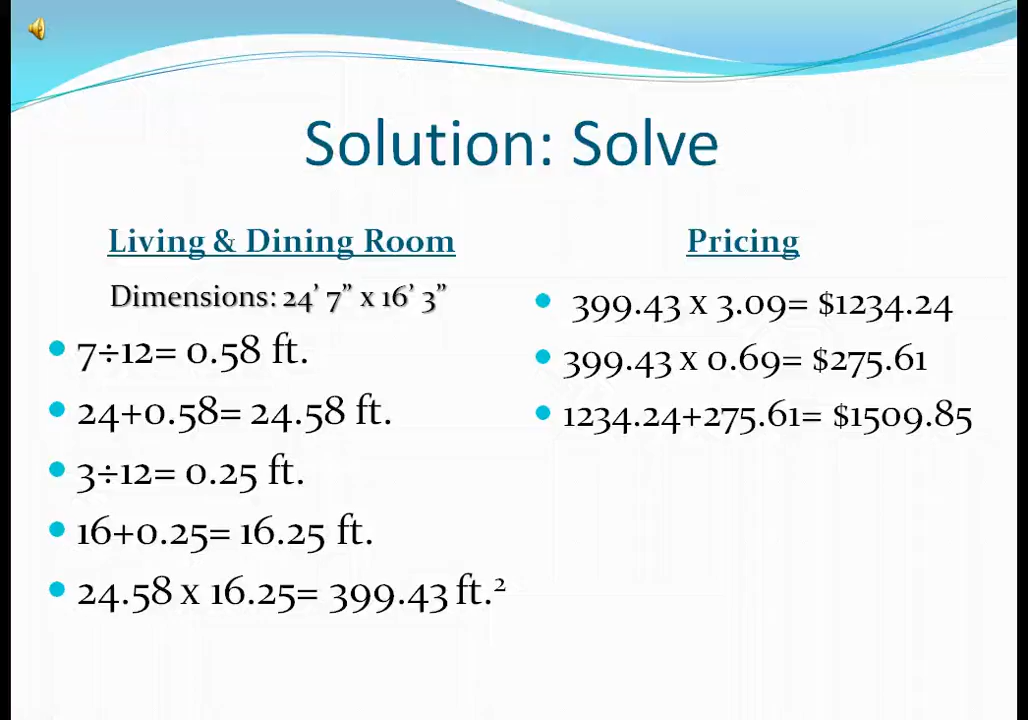 Solution: Solve
Living & Dining Room
Dimensions: 24’ 7” x 16’ 3”
7÷12= 0.58 ft.
24+0.58= 24.58 ft.
3÷12= 0.25 ft.
16+0.25= 16.25 ft.
24.58 x 16.25= 399.43 ft.²
Pricing
399.43 x 3.09= $1234.24
399.43 x 0.69= $275.61
1234.24+275.61= $1509.85